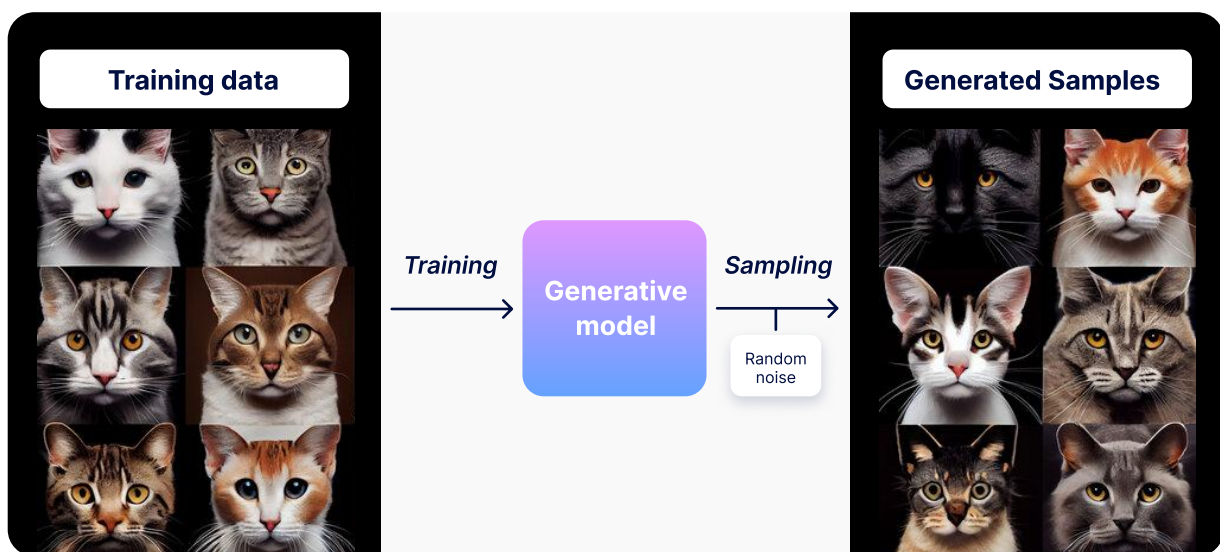 Training data
Generated Samples
Training
Generative
model
Sampling
Random
noise